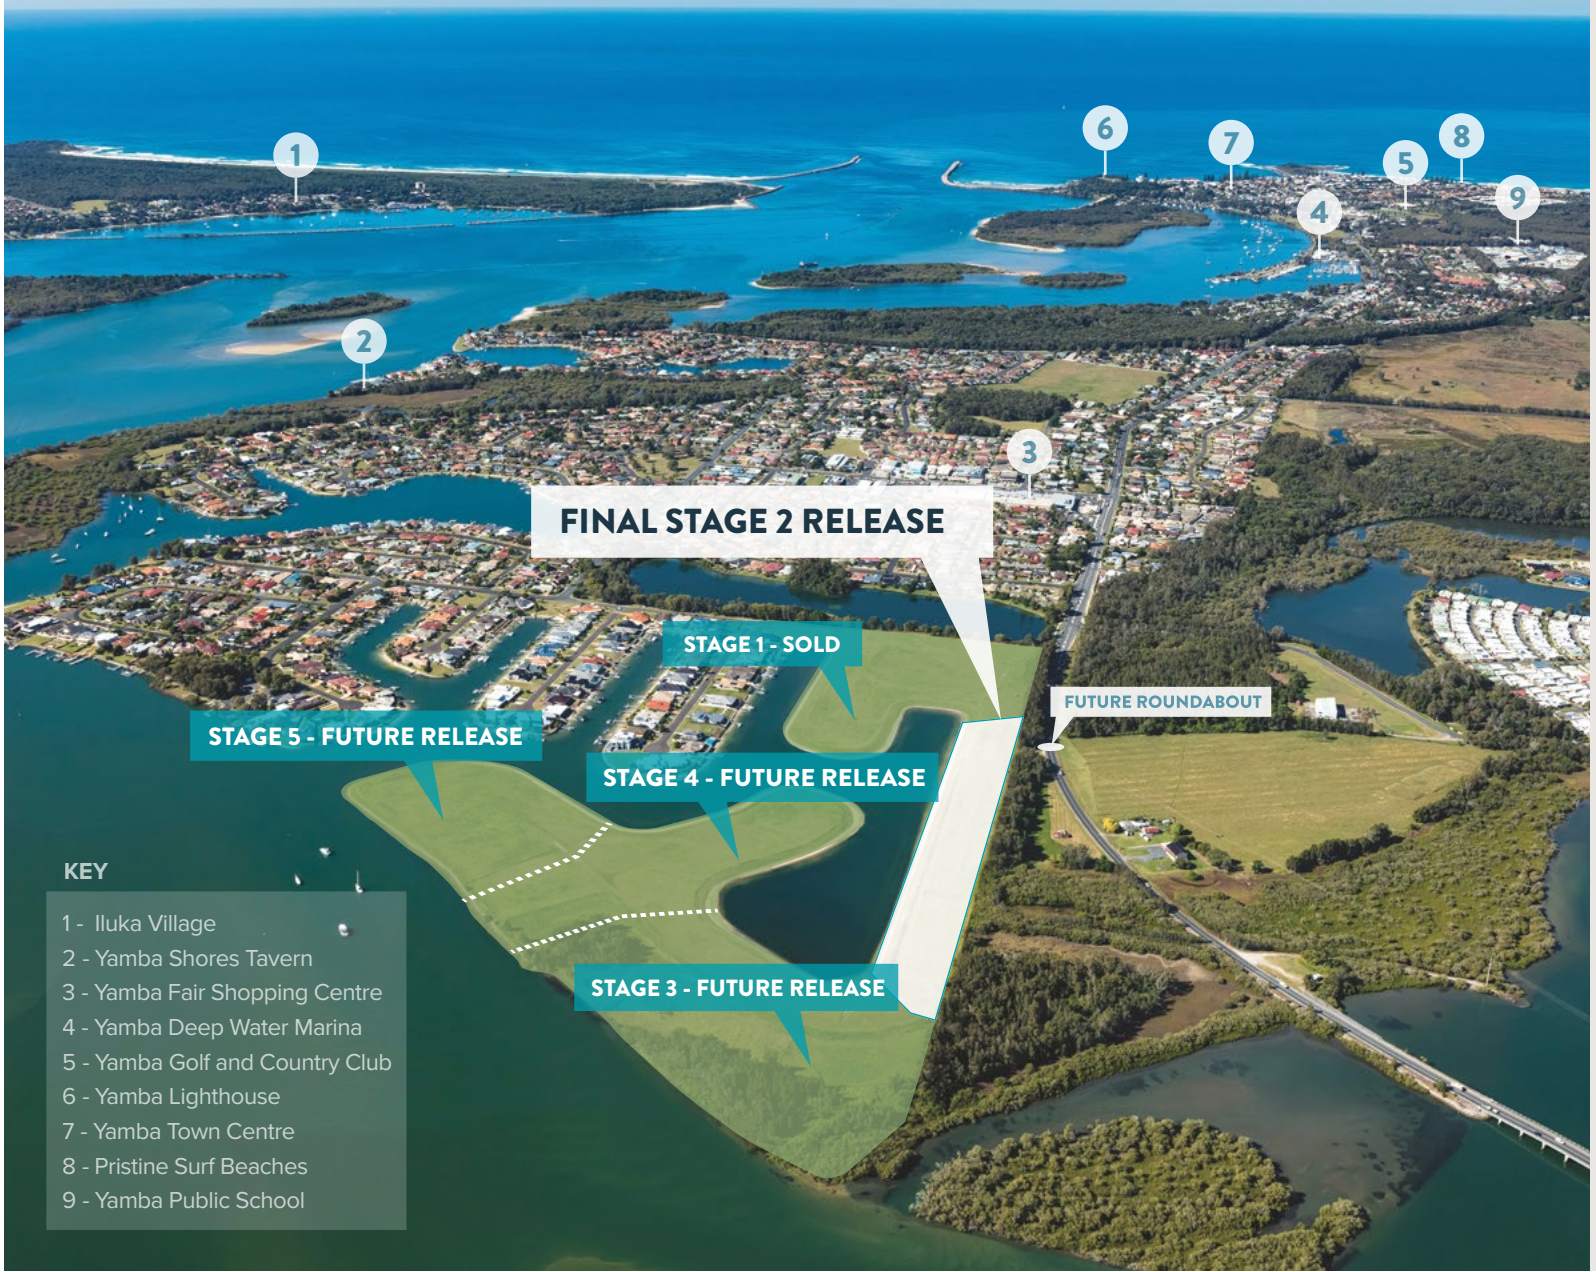 6
8
7
1
5
9
4
2
3
FINAL STAGE 2 RELEASE
STAGE 1 - SOLD
FUTURE ROUNDABOUT
STAGE 5 - FUTURE RELEASE
STAGE 4 - FUTURE RELEASE
STAGE 3 - FUTURE RELEASE
KEY
1 - Iluka Village
2 - Yamba Shores Tavern
3 - Yamba Fair Shopping Centre
4 - Yamba Deep Water Marina
5 - Yamba Golf and Country Club
6 - Yamba Lighthouse
7 - Yamba Town Centre
8 - Pristine Surf Beaches
9 - Yamba Public School